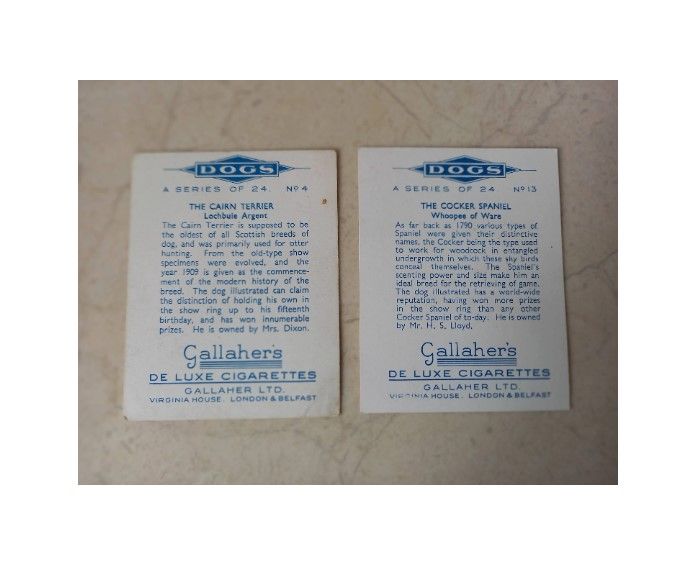 DOGS
A SERIES OF 24. Nº 4
THE CAIRN TERRIER
Lochbuie Argent
The Cairn Terrier is supposed to be
the oldest of all Scottish breeds of
dog, and was primarily used for otter
hunting. From the old-type show
specimens were evolved, and the
year 1909 is given as the commence-
ment of the modern history of the
breed. The dog illustrated can claim
the distinction of holding his own in
the show ring up to his fifteenth
birthday, and has won innumerable
prizes. He is owned by Mrs. Dixon.
Gallaher's
DE LUXE CIGARETTES
GALLAHER LTD.
VIRGINIA HOUSE, LONDON & BELFAST
DOGS
A SERIES OF 24 Nº 13
THE COCKER SPANIEL
Whoopee of Ware
As far back as 1790 various types of
Spaniel were given their distinctive
names, the Cocker being the type used
to work for woodcock in entangled
undergrowth in which these shy birds
conceal themselves. The Spaniel's
scenting power and size make him an
ideal breed for the retrieving of game.
The dog illustrated has a world-wide
reputation, having won more prizes
in the show ring than any other
Cocker Spaniel of to-day. He is owned
by Mr. H. S. Lloyd.
Gallaher's
DE LUXE CIGARETTES
GALLAHER LTD.
VIRGINIA HOUSE, LONDON & BELFAST